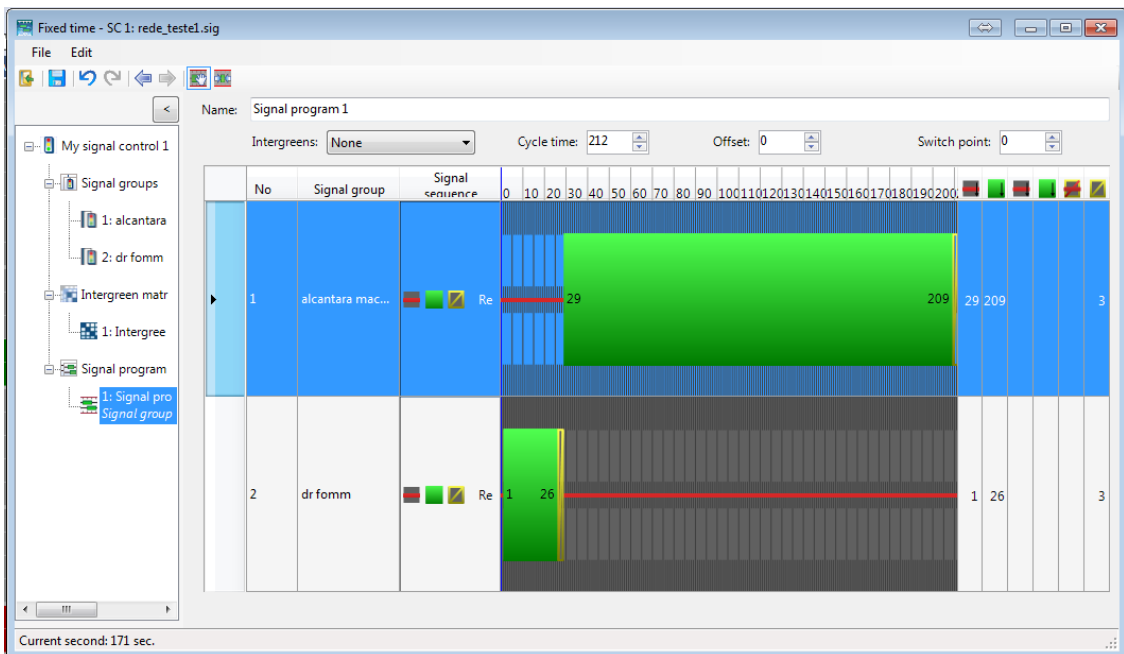 Fixed time - SC 1: rede_teste1.sig
File Edit
<
Name: Signal program 1
My signal control 1
Intergreens: None Cycle time: 212 Offset: 0 Switch point: 0
Signal groups
1: alcantara
2: dr fomm
Intergreen matr
1: Intergree
Signal program
1: Signal pro
Signal group
No Signal group Signal sequence 0 10 20 30 40 50 60 70 80 90 100 110 120 130 140 150 160 170 180 190 200
1 alcantara mac... Re 29 209 29 209 3
2 dr fomm Re 1 26 1 26 3
Current second: 171 sec.